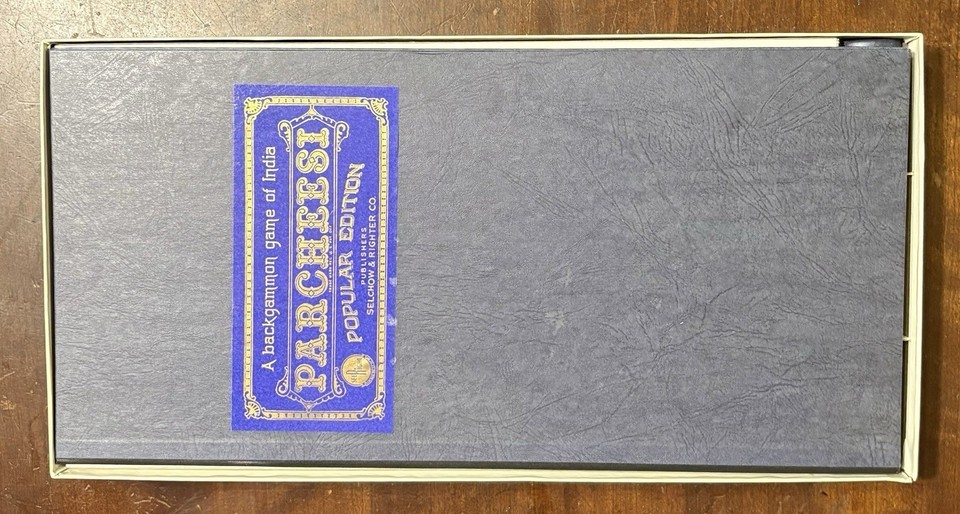 A backgammon game of India
PARCHEESI
POPULAR EDITION
PUBLISHERS
SELCHOW & RIGHTER CO.